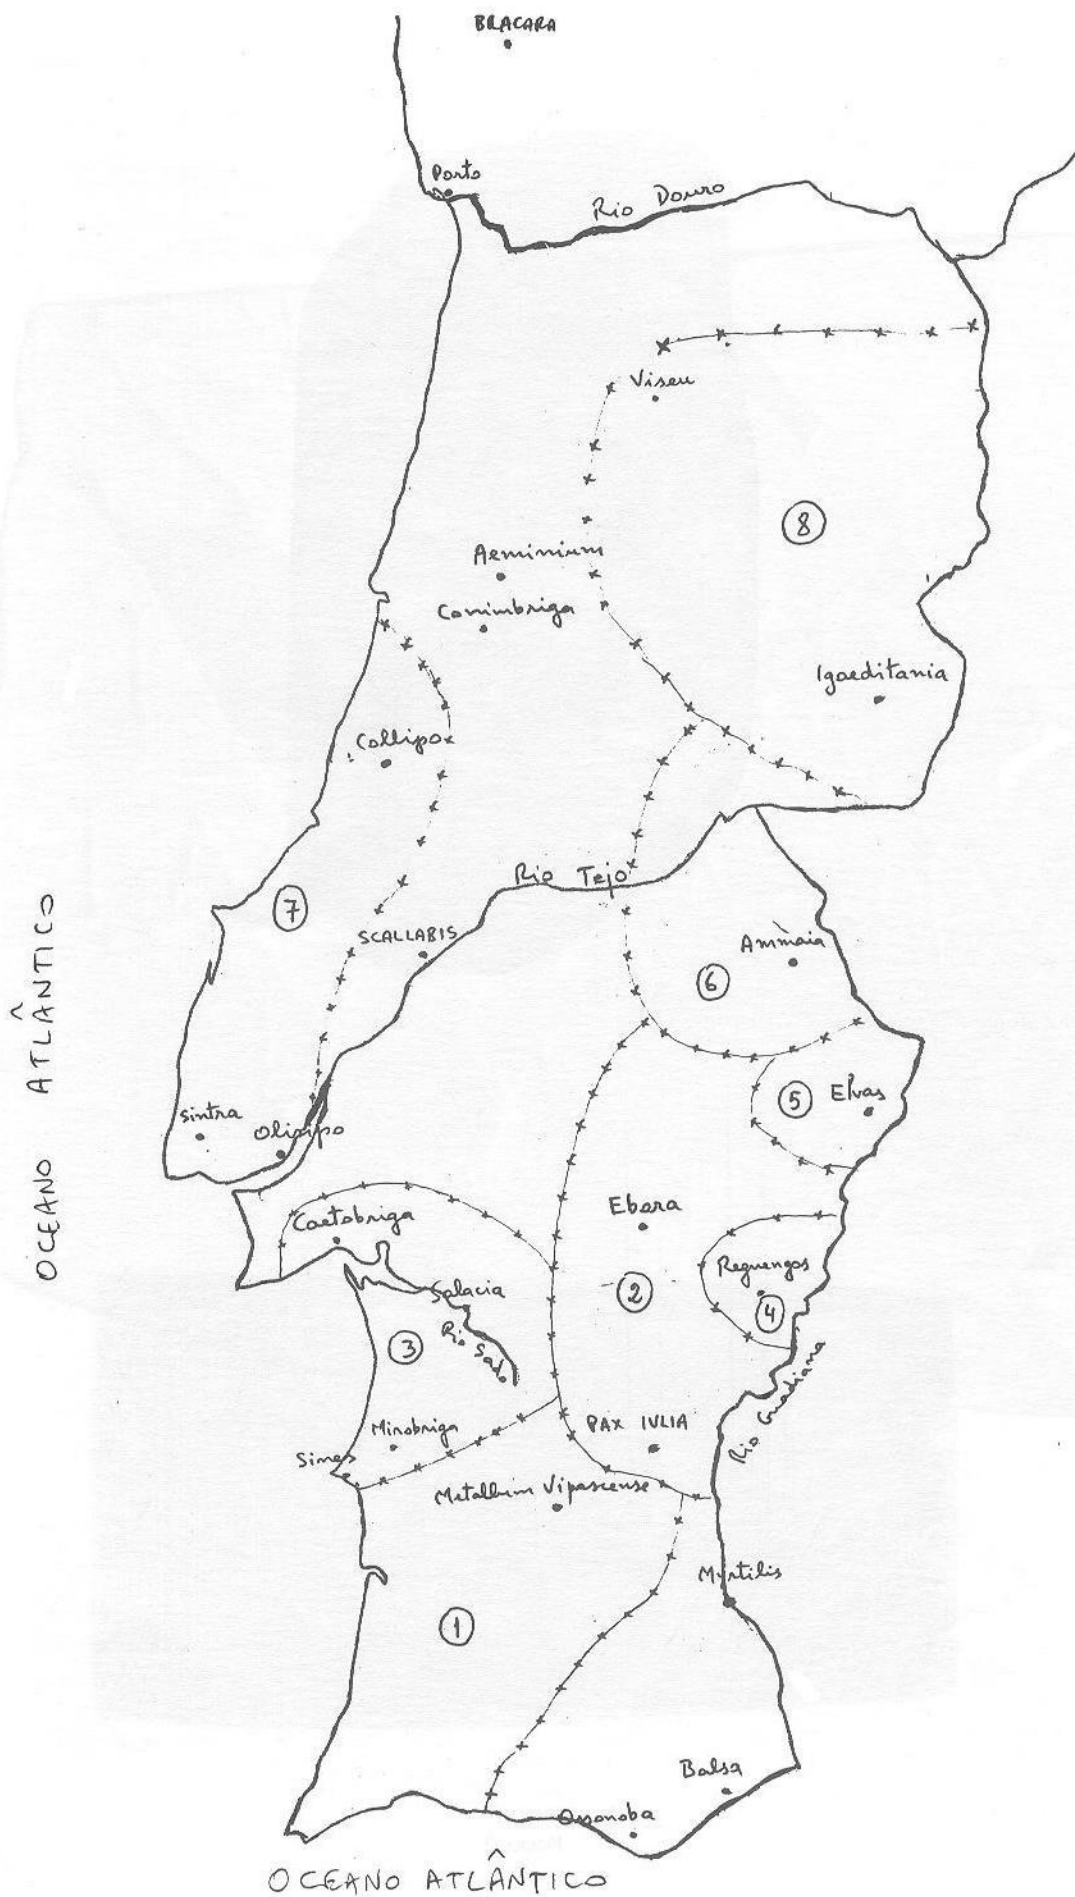 BRACARA
Porto
Rio Douro
Viseu
8
Aeminium
Conimbriga
Igaeditania
Collipo
Rio Tejo
7
SCALLABIS
Ammaia
6
OCEANO ATLÂNTICO
5
Elvas
Sintra
Olisipo
Ebora
Caetobriga
Reguengos
2
4
Salacia
3
Rio Sado
Rio Guadiana
Mirobriga
PAX IVLIA
Sines
Metallum Vipascense
Myrtilis
1
Balsa
Ossonoba
OCEANO ATLÂNTICO